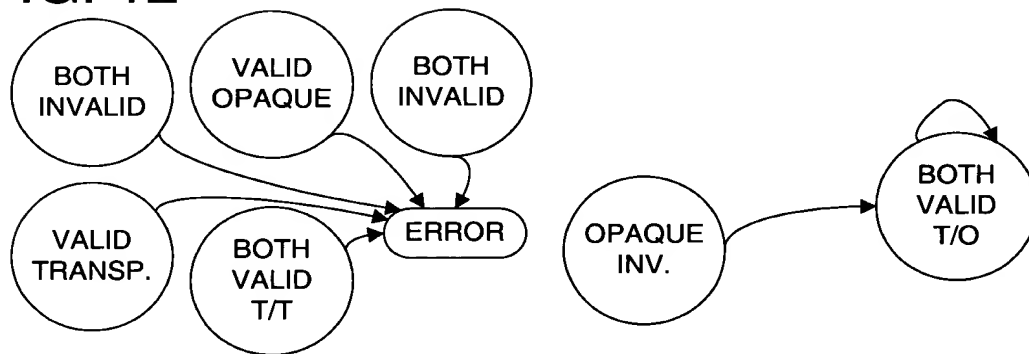 BOTH
INVALID
VALID
OPAQUE
BOTH
INVALID
VALID
TRANSP.
BOTH
VALID
T/T
ERROR
OPAQUE
INV.
BOTH
VALID
T/O